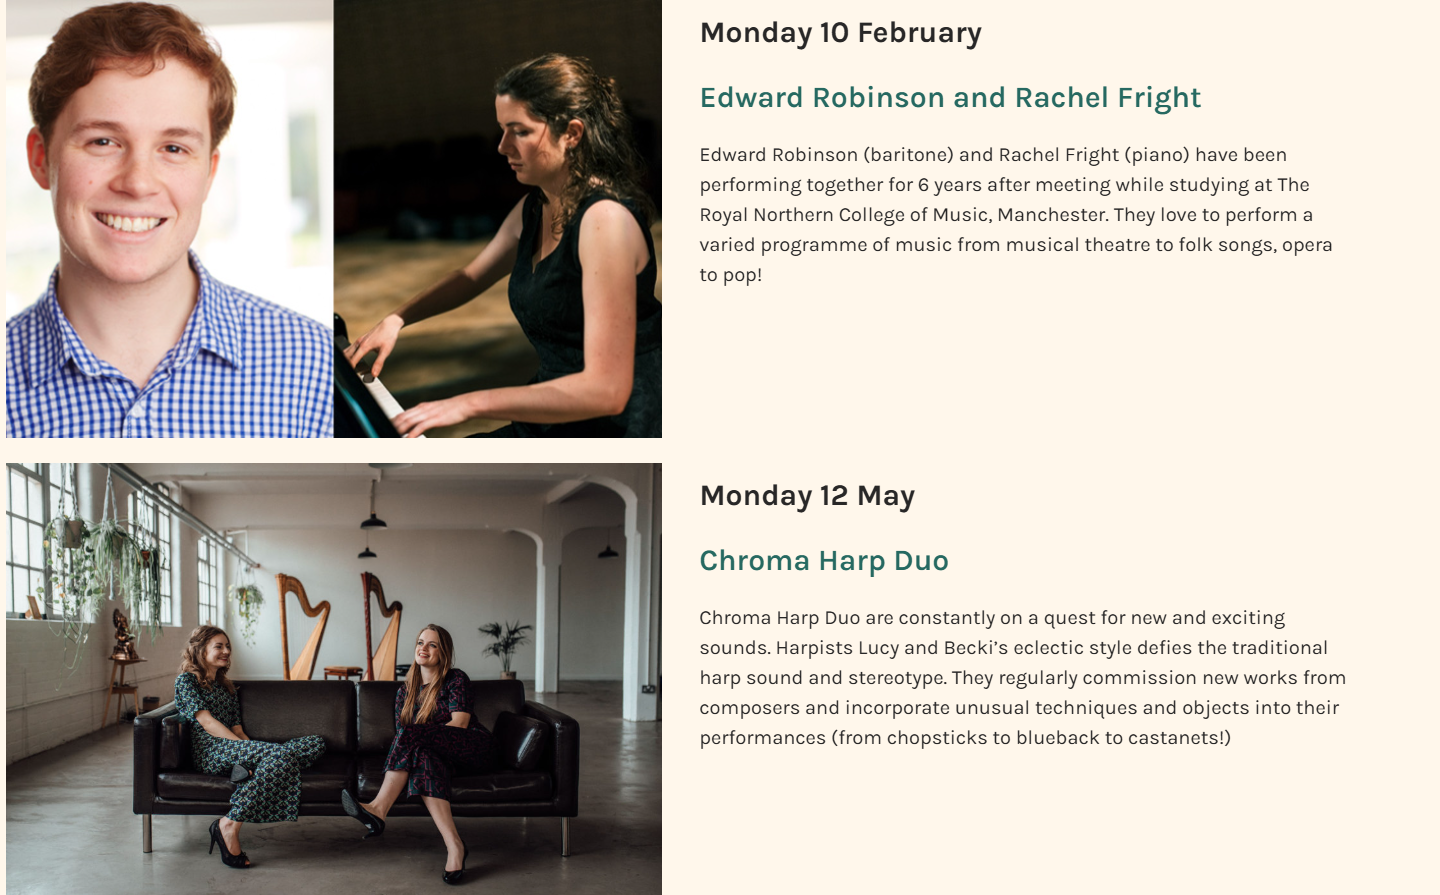 Monday 10 February
Edward Robinson and Rachel Fright
Edward Robinson (baritone) and Rachel Fright (piano) have been
performing together for 6 years after meeting while studying at The
Royal Northern College of Music, Manchester. They love to perform a
varied programme of music from musical theatre to folk songs, opera
to pop!
Monday 12 May
Chroma Harp Duo
Chroma Harp Duo are constantly on a quest for new and exciting
sounds. Harpists Lucy and Becki’s eclectic style defies the traditional
harp sound and stereotype. They regularly commission new works from
composers and incorporate unusual techniques and objects into their
performances (from chopsticks to blueback to castanets!)